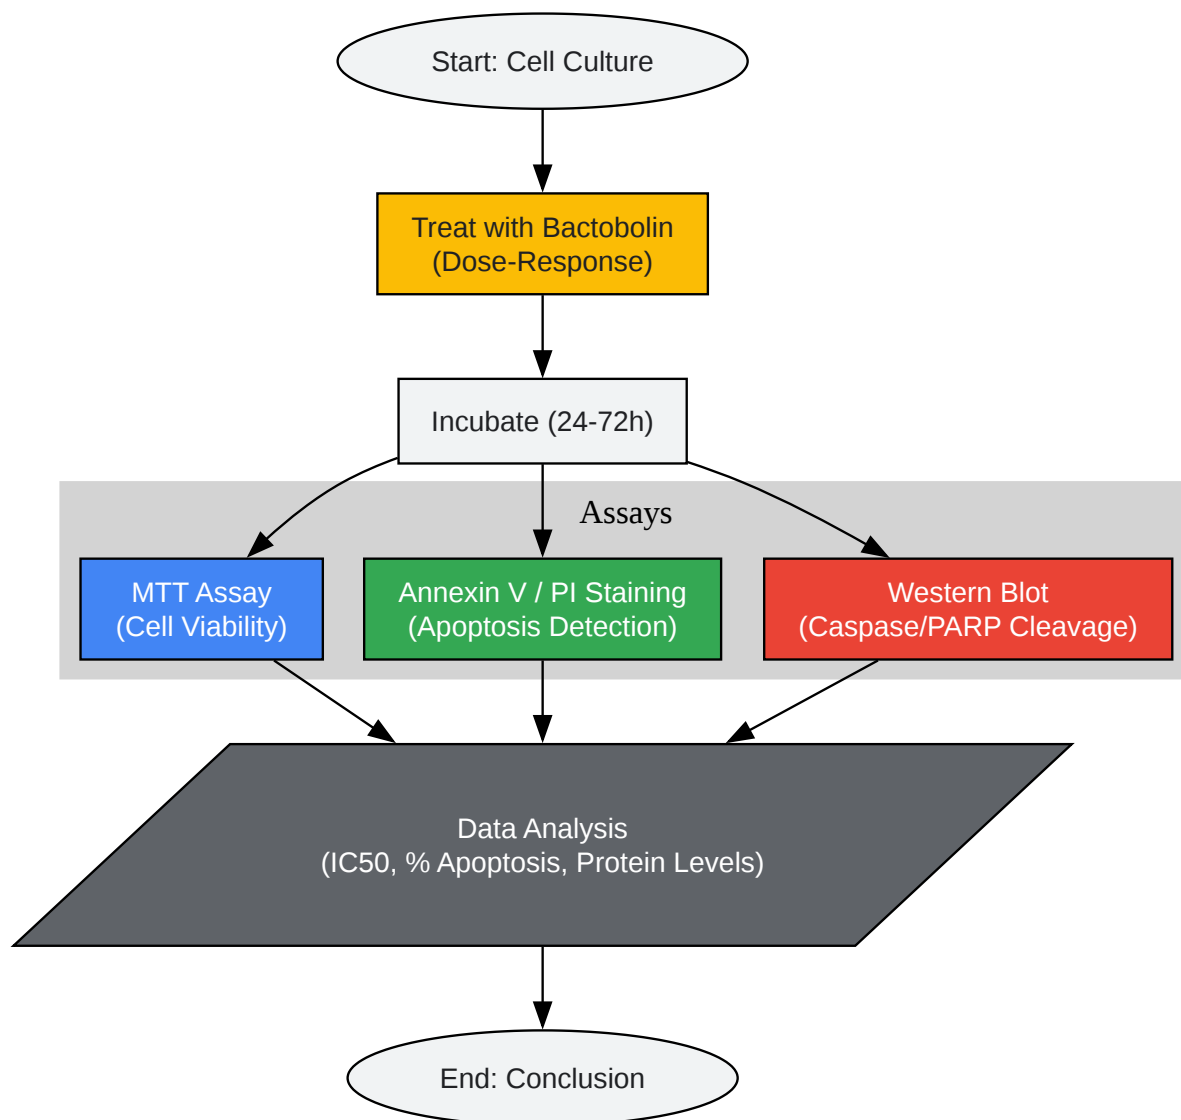 Start: Cell Culture
Treat with Bactobolin
(Dose-Response)
Incubate (24-72h)
Assays
MTT Assay
(Cell Viability)
Annexin V / PI Staining
(Apoptosis Detection)
Western Blot
(Caspase/PARP Cleavage)
Data Analysis
(IC50, % Apoptosis, Protein Levels)
End: Conclusion